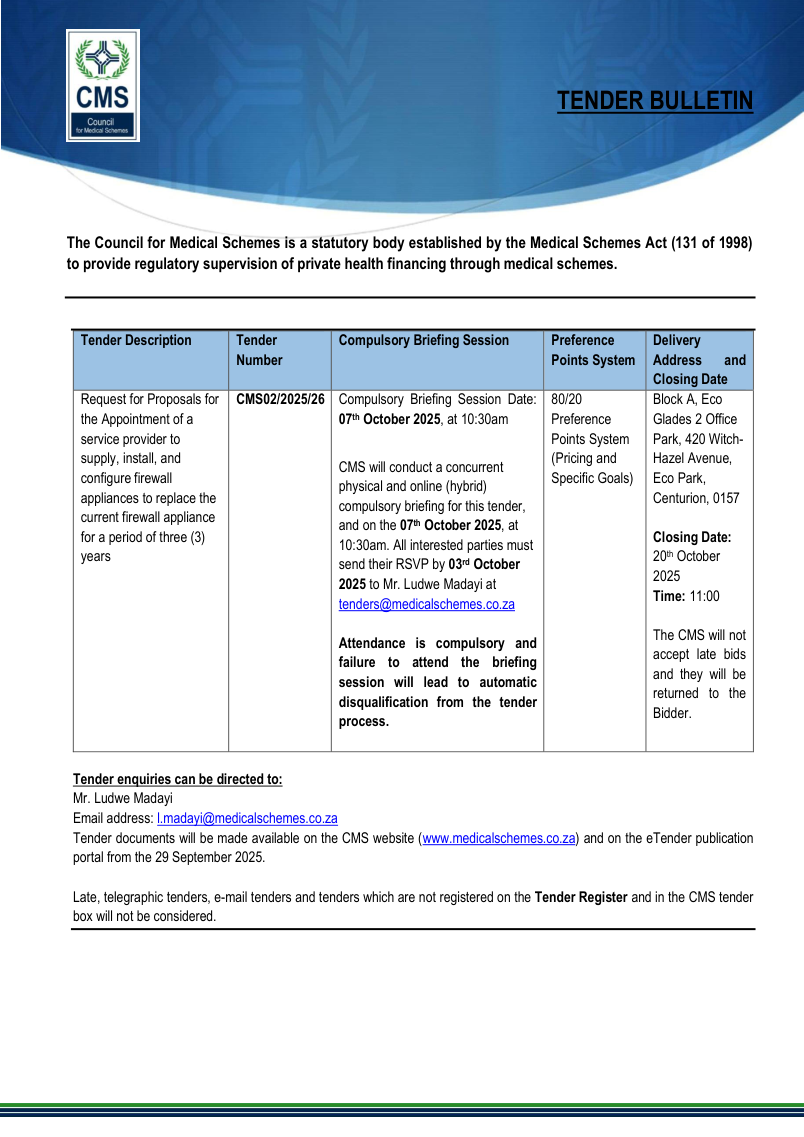 CMS
Council
for Medical Schemes
TENDER BULLETIN
The Council for Medical Schemes is a statutory body established by the Medical Schemes Act (131 of 1998)
to provide regulatory supervision of private health financing through medical schemes.
Tender Description
Tender
Number
Compulsory Briefing Session
Preference
Points System
Delivery
Address and
Closing Date
Request for Proposals for
the Appointment of a
service provider to
supply, install, and
configure firewall
appliances to replace the
current firewall appliance
for a period of three (3)
years
CMS02/2025/26
Compulsory Briefing Session Date:
07th October 2025, at 10:30am
CMS will conduct a concurrent
physical and online (hybrid)
compulsory briefing for this tender,
and on the 07th October 2025, at
10:30am. All interested parties must
send their RSVP by 03rd October
2025 to Mr. Ludwe Madayi at
tenders@medicalschemes.co.za
Attendance is compulsory and
failure to attend the briefing
session will lead to automatic
disqualification from the tender
process.
80/20
Preference
Points System
(Pricing and
Specific Goals)
Block A, Eco
Glades 2 Office
Park, 420 Witch-
Hazel Avenue,
Eco Park,
Centurion, 0157
Closing Date:
20th October
2025
Time: 11:00
The CMS will not
accept late bids
and they will be
returned to the
Bidder.
Tender enquiries can be directed to:
Mr. Ludwe Madayi
Email address: l.madayi@medicalschemes.co.za
Tender documents will be made available on the CMS website (www.medicalschemes.co.za) and on the eTender publication
portal from the 29 September 2025.
Late, telegraphic tenders, e-mail tenders and tenders which are not registered on the Tender Register and in the CMS tender
box will not be considered.